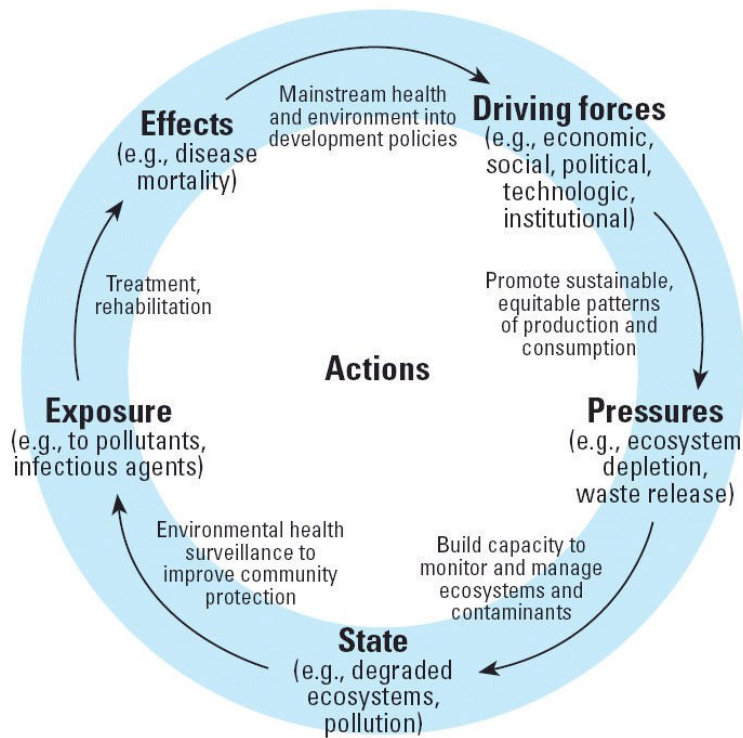 Effects
(e.g., disease
mortality)
Mainstream health
and environment into
development policies
Driving forces
(e.g., economic,
social, political,
technologic,
institutional)
Treatment,
rehabilitation
Promote sustainable,
equitable patterns
of production and
consumption
Actions
Exposure
(e.g., to pollutants,
infectious agents)
Pressures
(e.g., ecosystem
depletion,
waste release)
Environmental health
surveillance to
improve community
protection
Build capacity to
monitor and manage
ecosystems and
contaminants
State
(e.g., degraded
ecosystems,
pollution)